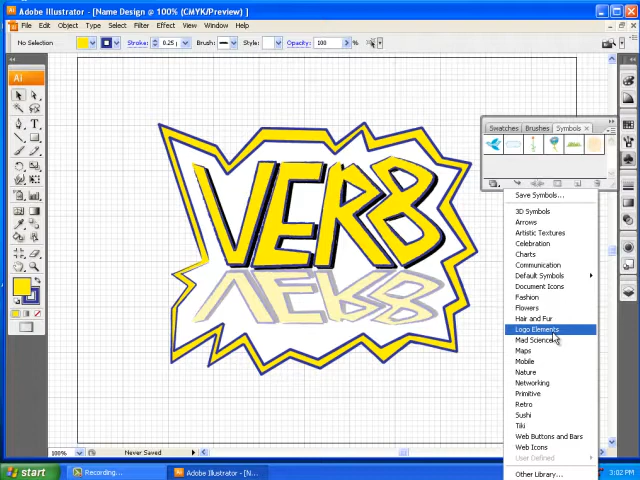 Adobe Illustrator - [Name Design @ 100% (CMYK/Preview) ]
File Edit Object Type Select Filter Effect View Window Help
No Selection Stroke: 0.25 p Brush: Style: Opacity: 100 %
Ai
Swatches Brushes Symbols x
Save Symbols...
3D Symbols
Arrows
Artistic Textures
Celebration
Charts
Communication
Default Symbols
Document Icons
Fashion
Flowers
Hair and Fur
Logo Elements
Mad Science
Maps
Mobile
Nature
Networking
Primitive
Retro
Sushi
Tiki
Web Buttons and Bars
Web Icons
User Defined
Other Library...
VERB
VERB
100% Never Saved
start Recording... Adobe Illustrator - [N... 3:02 PM